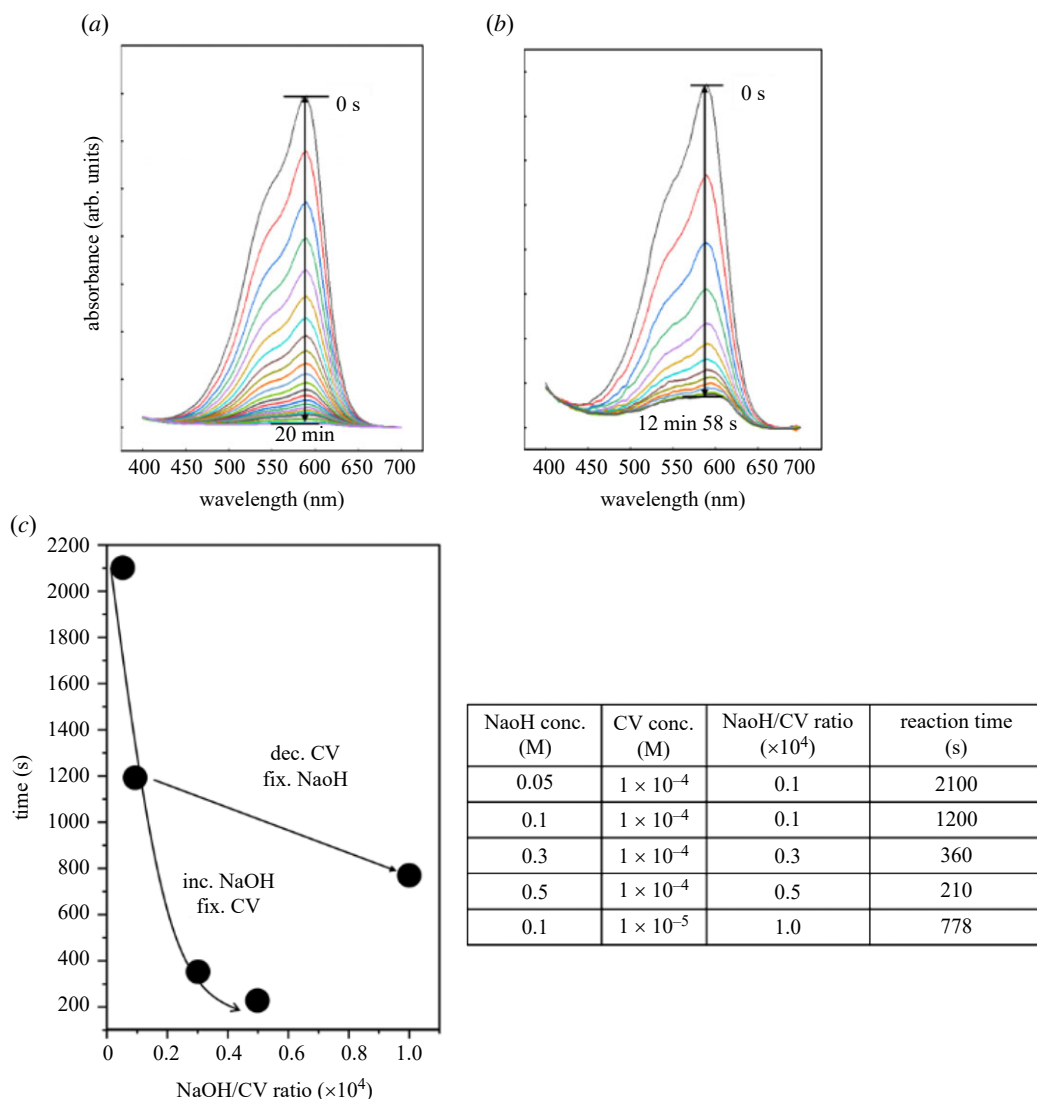 (a)
(b)
0 s
0 s
absorbance (arb. units)
20 min
12 min 58 s
400 450 500 550 600 650 700
400 450 500 550 600 650 700
wavelength (nm)
wavelength (nm)
(c)
2200
2000
1800
1600
1400
1200
1000
800
600
400
200
time (s)
dec. CV
fix. NaoH
inc. NaOH
fix. CV
0 0.2 0.4 0.6 0.8 1.0
NaOH/CV ratio (×10⁴)
NaoH conc. (M) CV conc. (M) NaoH/CV ratio (×10⁴) reaction time (s)
0.05 1 × 10⁻⁴ 0.1 2100
0.1 1 × 10⁻⁴ 0.1 1200
0.3 1 × 10⁻⁴ 0.3 360
0.5 1 × 10⁻⁴ 0.5 210
0.1 1 × 10⁻⁵ 1.0 778